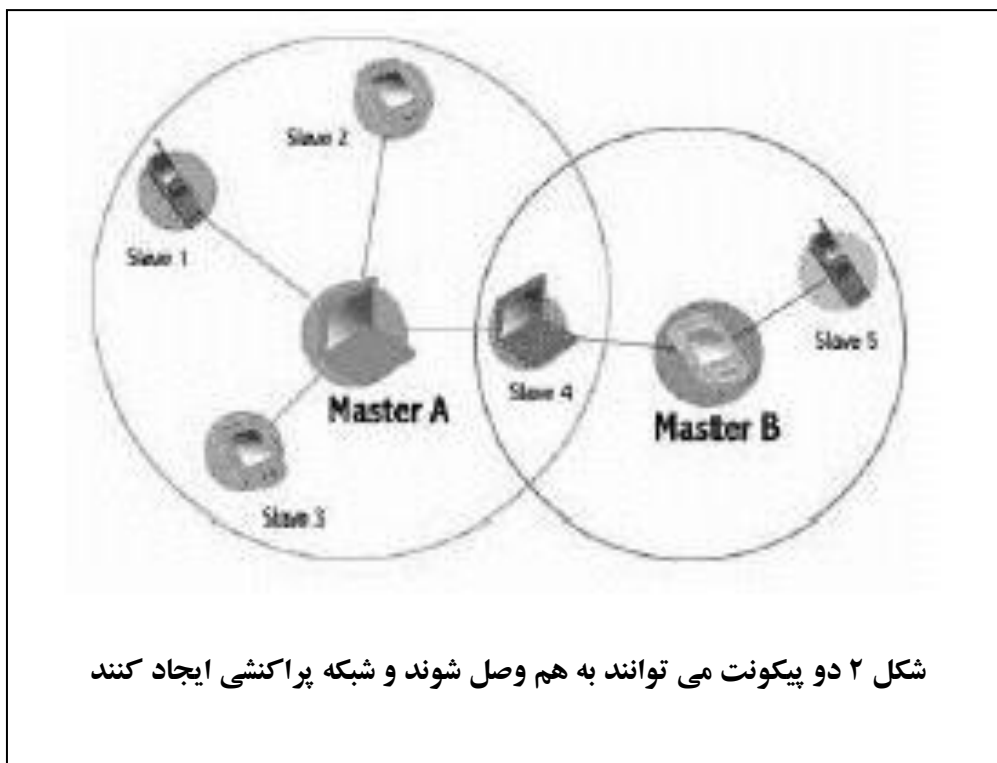 Slave 2
Slave 1
Slave 5
Slave 4
Master A
Master B
Slave 3
شکل ۲ دو پیکونت می توانند به هم وصل شوند و شبکه پراکنشی ایجاد کنند